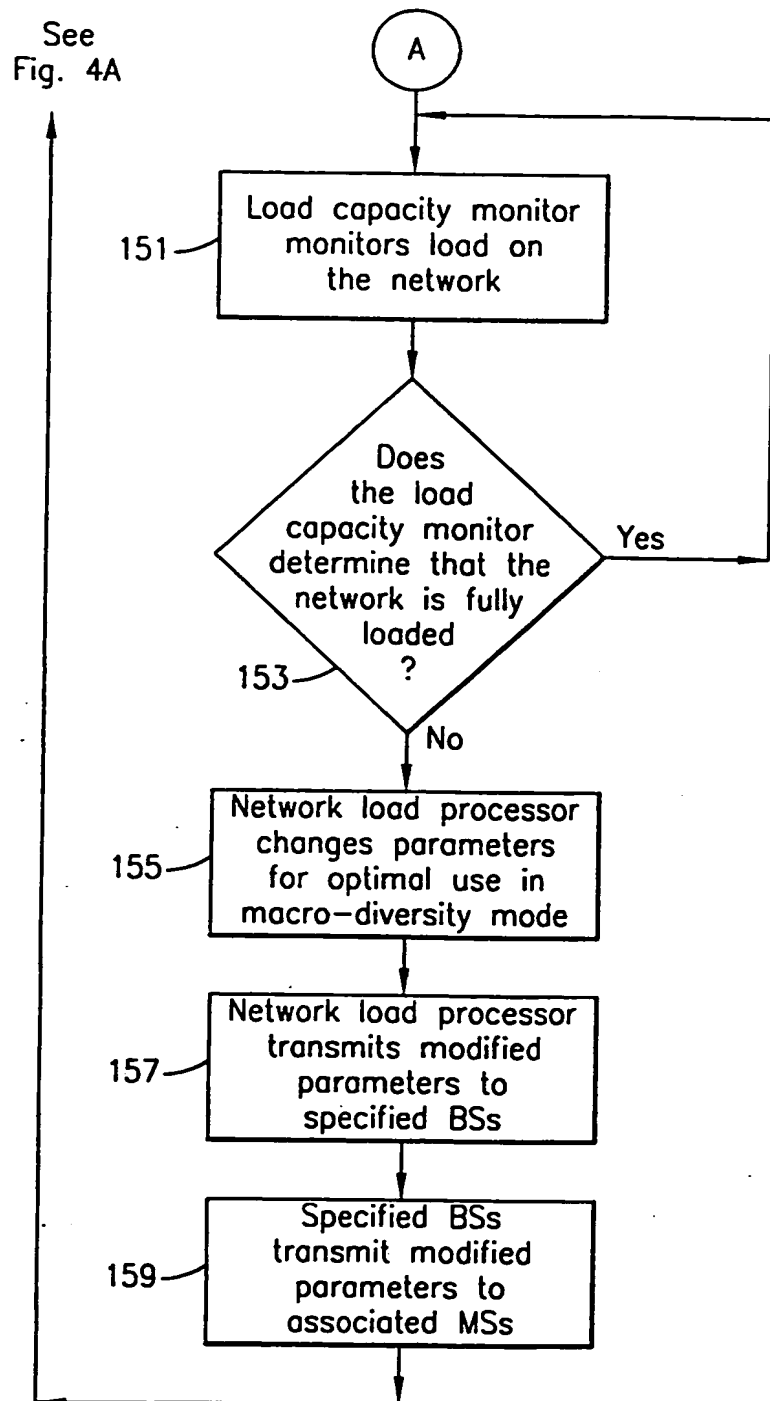 See
Fig. 4A
A
Load capacity monitor
monitors load on
the network
151
Does
the load
capacity monitor
determine that the
network is fully
loaded
?
Yes
153
No
Network load processor
changes parameters
for optimal use in
macro-diversity mode
155
Network load processor
transmits modified
parameters to
specified BSs
157
Specified BSs
transmit modified
parameters to
associated MSs
159